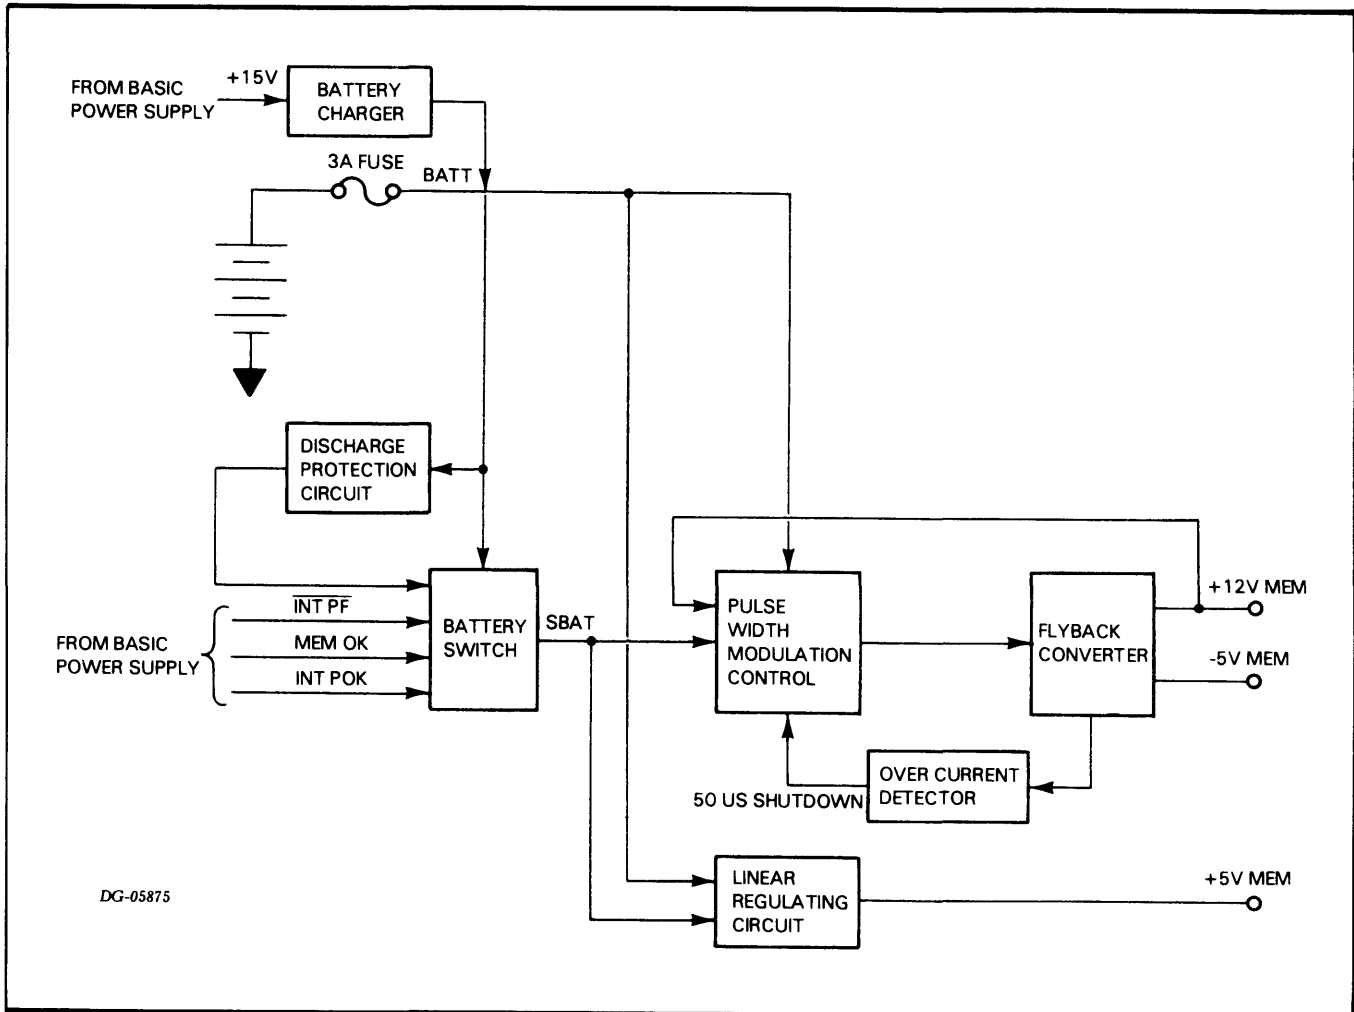 FROM BASIC
POWER SUPPLY
+15V
BATTERY
CHARGER
3A FUSE
BATT
DISCHARGE
PROTECTION
CIRCUIT
FROM BASIC
POWER SUPPLY
INT PF
MEM OK
INT POK
BATTERY
SWITCH
SBAT
PULSE
WIDTH
MODULATION
CONTROL
FLYBACK
CONVERTER
+12V MEM
-5V MEM
50 US SHUTDOWN
OVER CURRENT
DETECTOR
LINEAR
REGULATING
CIRCUIT
+5V MEM
DG-05875